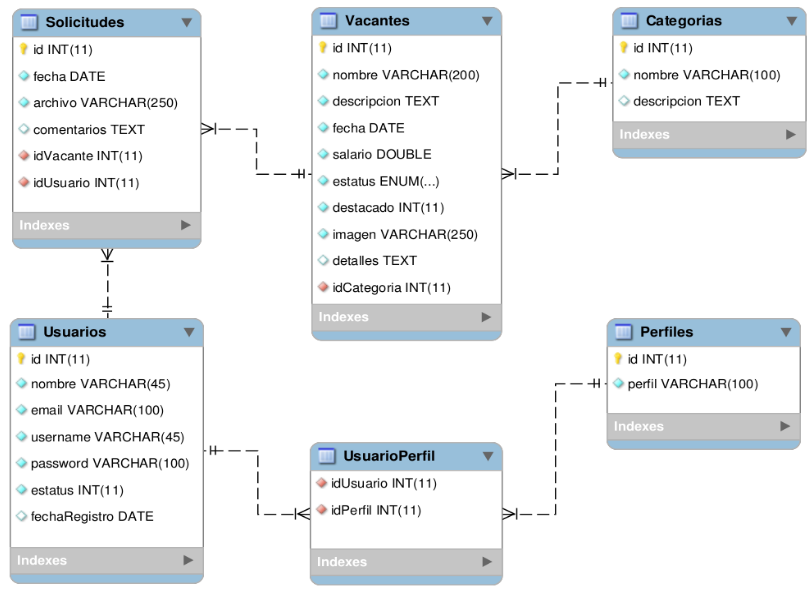 Solicitudes
id INT(11)
fecha DATE
archivo VARCHAR(250)
comentarios TEXT
idVacante INT(11)
idUsuario INT(11)
Indexes
Vacantes
id INT(11)
nombre VARCHAR(200)
descripcion TEXT
fecha DATE
salario DOUBLE
estatus ENUM(...)
destacado INT(11)
imagen VARCHAR(250)
detalles TEXT
idCategoria INT(11)
Indexes
Categorias
id INT(11)
nombre VARCHAR(100)
descripcion TEXT
Indexes
Usuarios
id INT(11)
nombre VARCHAR(45)
email VARCHAR(100)
username VARCHAR(45)
password VARCHAR(100)
estatus INT(11)
fechaRegistro DATE
Indexes
UsuarioPerfil
idUsuario INT(11)
idPerfil INT(11)
Indexes
Perfiles
id INT(11)
perfil VARCHAR(100)
Indexes